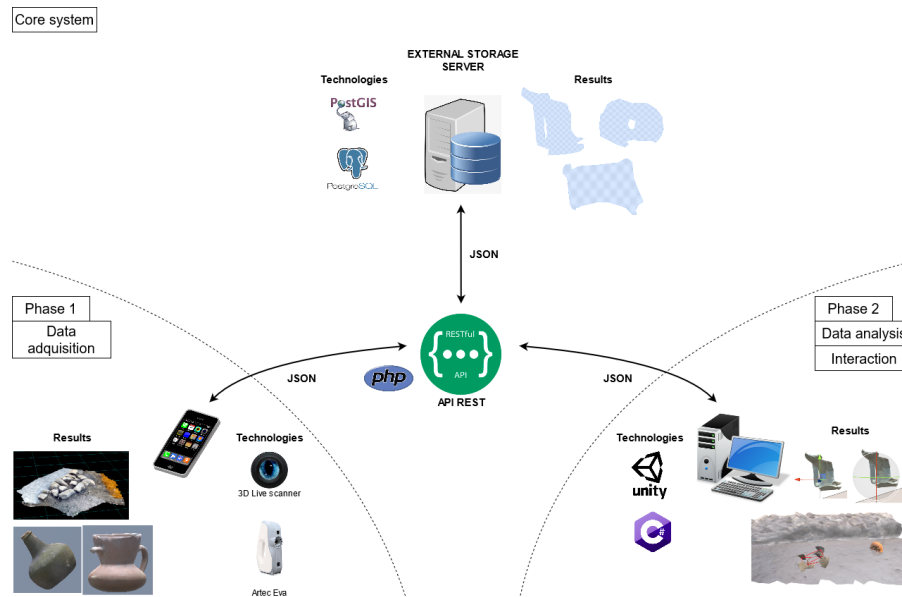 Core system
EXTERNAL STORAGE
SERVER
Technologies
Results
PostGIS
PostgreSQL
JSON
Phase 1
Data
adquisition
Phase 2
Data analysis
Interaction
RESTful
API
API REST
php
JSON
JSON
Results
Technologies
3D Live scanner
Artec Eva
Technologies
Results
unity
C#